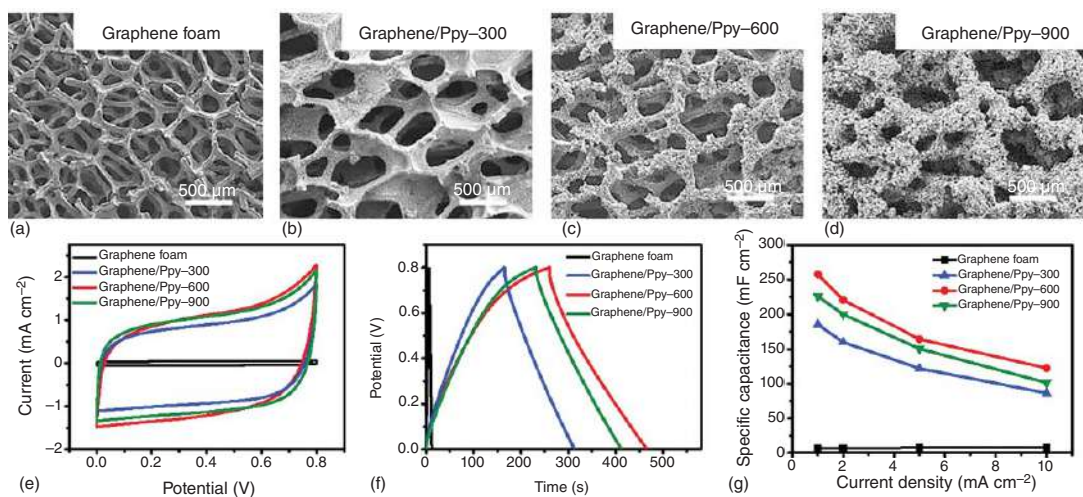 Graphene foam
Graphene/Ppy–300
Graphene/Ppy–600
Graphene/Ppy–900
500 μm
500 μm
500 μm
500 μm
(a)
(b)
(c)
(d)
Graphene foam
Graphene/Ppy–300
Graphene/Ppy–600
Graphene/Ppy–900
Current (mA cm–2)
2
1
0
–1
–2
0.0
0.2
0.4
0.6
0.8
(e)
Potential (V)
Graphene foam
Graphene/Ppy–300
Graphene/Ppy–600
Graphene/Ppy–900
Potential (V)
0.8
0.6
0.4
0.2
0.0
0
100
200
300
400
500
(f)
Time (s)
Graphene foam
Graphene/Ppy–300
Graphene/Ppy–600
Graphene/Ppy–900
Specific capacitance (mF cm–2)
300
250
200
150
100
50
0
0
2
4
6
8
10
(g)
Current density (mA cm–2)